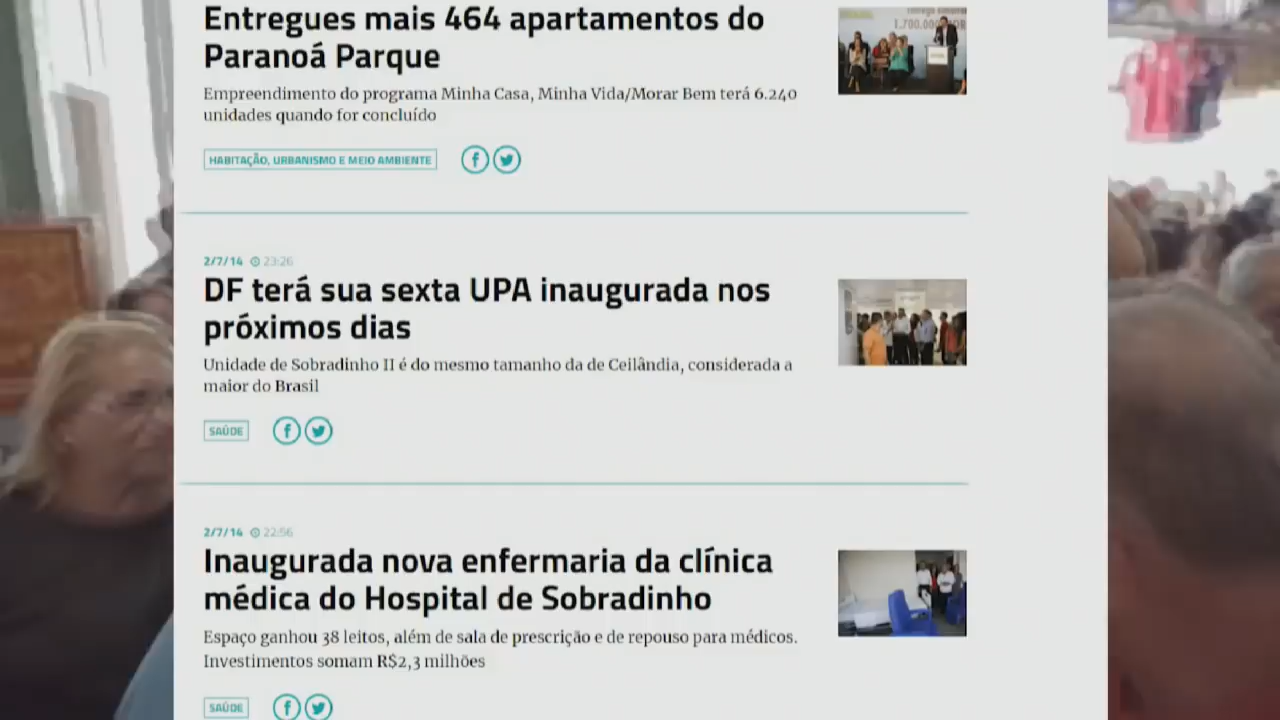 Entregues mais 464 apartamentos do
Paranoá Parque
Empreendimento do programa Minha Casa, Minha Vida/Morar Bem terá 6.240
unidades quando for concluído
HABITAÇÃO, URBANISMO E MEIO AMBIENTE
2/7/14 23:26
DF terá sua sexta UPA inaugurada nos
próximos dias
Unidade de Sobradinho II é do mesmo tamanho da de Ceilândia, considerada a
maior do Brasil
SAÚDE
2/7/14 22:56
Inaugurada nova enfermaria da clínica
médica do Hospital de Sobradinho
Espaço ganhou 38 leitos, além de sala de prescrição e de repouso para médicos.
Investimentos somam R$2,3 milhões
SAÚDE